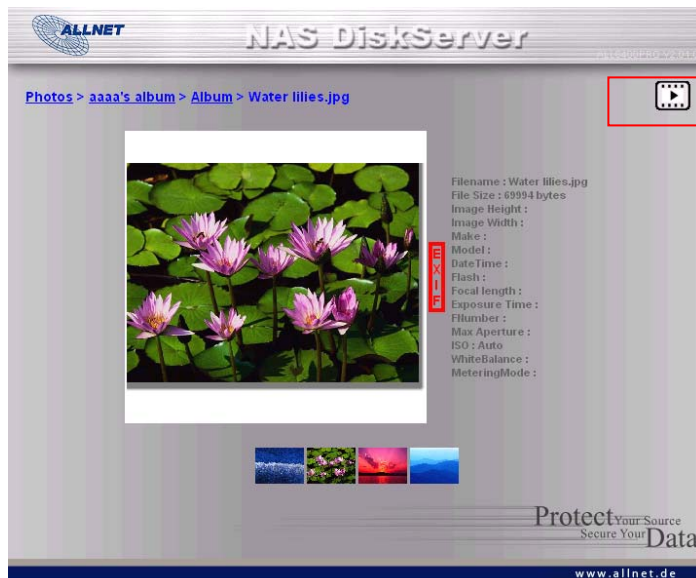 ALLNET
NAS DiskServer
Photos > aaaa's album > Album > Water lilies.jpg
Filename : Water lilies.jpg
File Size : 69994 bytes
Image Height :
Image Width :
Make :
Model :
DateTime :
Flash :
Focal length :
Exposure Time :
FNumber :
Max Aperture :
ISO : Auto
WhiteBalance :
MeteringMode :
E
X
I
F
Protect Your Source
Secure Your Data
www.allnet.de